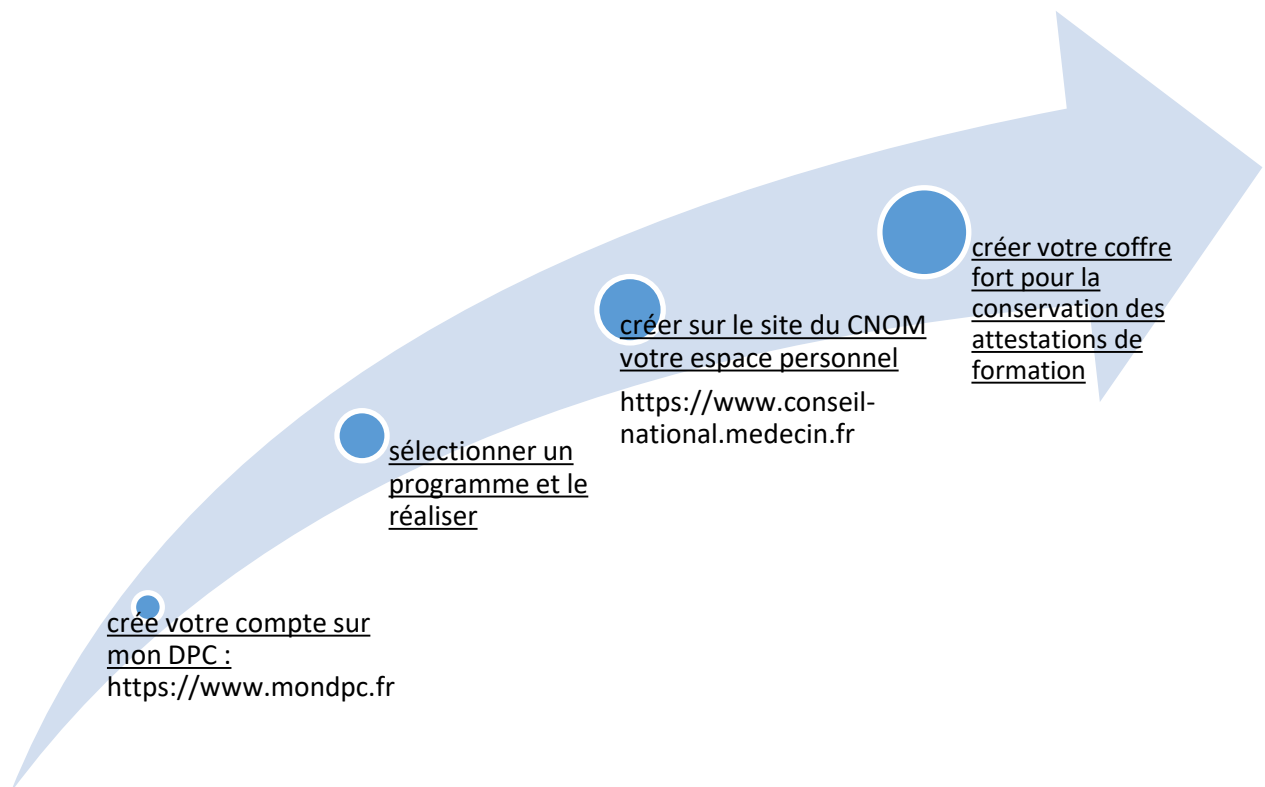 crée votre compte sur
mon DPC :
https://www.mondpc.fr
sélectionner un
programme et le
réaliser
créer sur le site du CNOM
votre espace personnel
https://www.conseil-
national.medecin.fr
créer votre coffre
fort pour la
conservation des
attestations de
formation